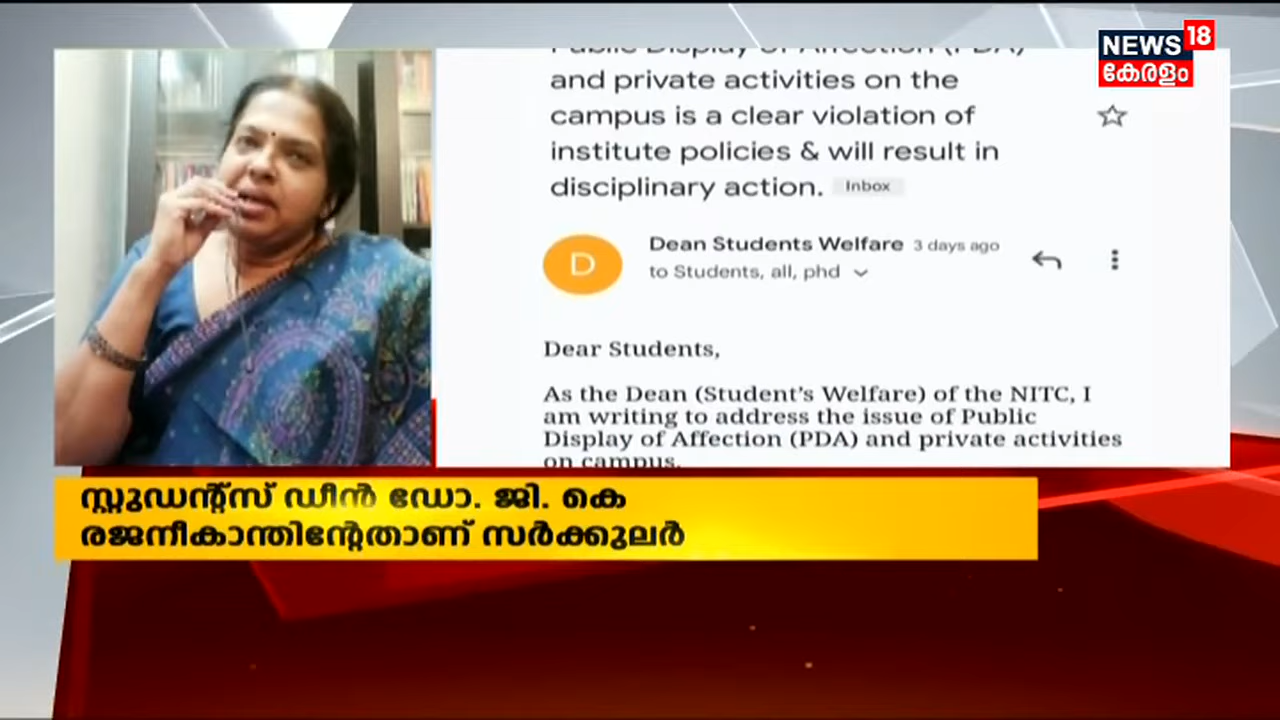 NEWS 18
കേരളം
Public Display of Affection (PDA)
and private activities on the
campus is a clear violation of
institute policies & will result in
disciplinary action. Inbox
D
Dean Students Welfare 3 days ago
to Students, all, phd
Dear Students,
As the Dean (Student's Welfare) of the NITC, I
am writing to address the issue of Public
Display of Affection (PDA) and private activities
on campus.
സ്റ്റുഡന്റ്സ് ഡീൻ ഡോ. ജി. കെ
രജനീകാന്തിന്റേതാണ് സർക്കുലർ